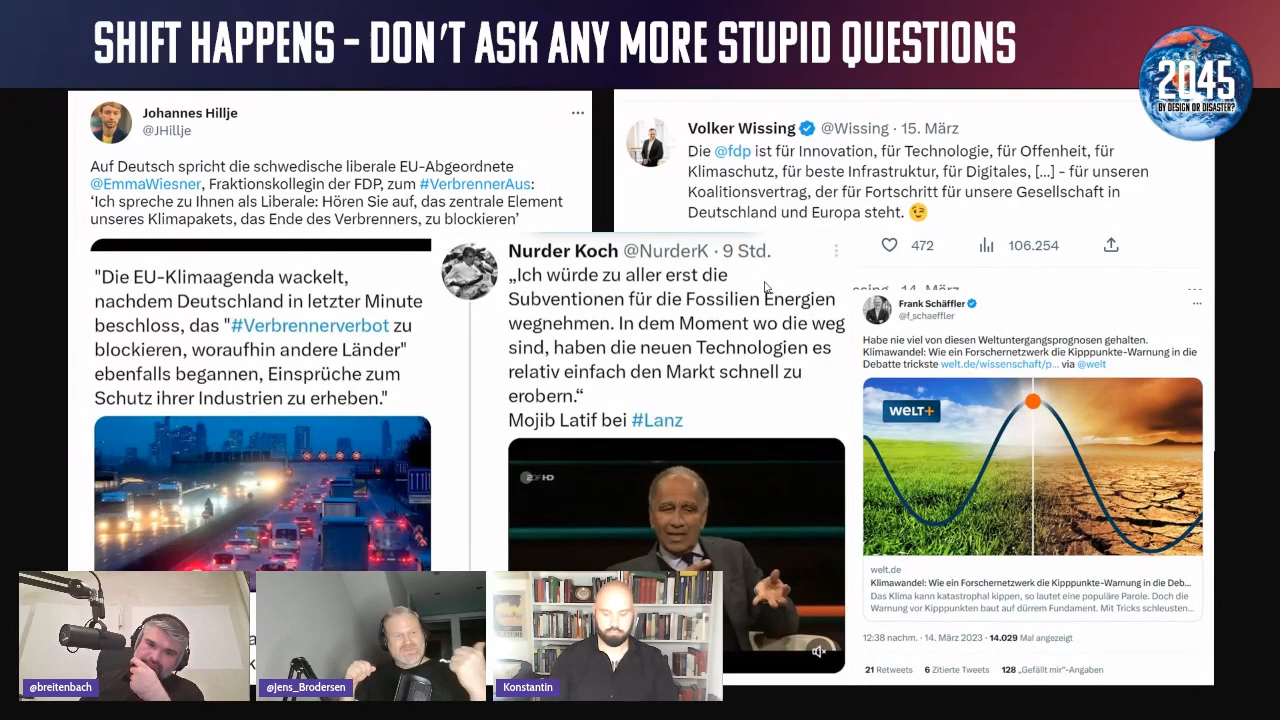 SHIFT HAPPENS - DON'T ASK ANY MORE STUPID QUESTIONS
2045
BY DESIGN OR DISASTER?
Johannes Hillje
@JHillje
Auf Deutsch spricht die schwedische liberale EU-Abgeordnete
@EmmaWiesner, Fraktionskollegin der FDP, zum #VerbrennerAus:
‘Ich spreche zu Ihnen als Liberale: Hören Sie auf, das zentrale Element
unseres Klimapakets, das Ende des Verbrenners, zu blockieren’
Volker Wissing @Wissing · 15. März
Die @fdp ist für Innovation, für Technologie, für Offenheit, für
Klimaschutz, für beste Infrastruktur, für Digitales, [...] - für unseren
Koalitionsvertrag, der für Fortschritt für unsere Gesellschaft in
Deutschland und Europa steht. 😉
472 106.254
"Die EU-Klimaagenda wackelt,
nachdem Deutschland in letzter Minute
beschloss, das "#Verbrennerverbot zu
blockieren, woraufhin andere Länder"
ebenfalls begannen, Einsprüche zum
Schutz ihrer Industrien zu erheben."
Nurder Koch @NurderK · 9 Std.
„Ich würde zu aller erst die
Subventionen für die Fossilien Energien
wegnehmen. In dem Moment wo die weg
sind, haben die neuen Technologien es
relativ einfach den Markt schnell zu
erobern.“
Mojib Latif bei #Lanz
ZDF HD
Frank Schäffler
@f_schaeffler
Habe nie viel von diesen Weltuntergangsprognosen gehalten.
Klimawandel: Wie ein Forschernetzwerk die Kipppunkte-Warnung in die
Debatte trickste welt.de/wissenschaft/p... via @welt
WELT+
welt.de
Klimawandel: Wie ein Forschernetzwerk die Kipppunkte-Warnung in die Deb...
Das Klima kann katastrophal kippen, so lautet eine populäre Parole. Doch die
Warnung vor Kipppunkten baut auf dürrem Fundament. Mit Tricks schleusten...
12:38 nachm. · 14. März 2023 · 14.029 Mal angezeigt
21 Retweets 6 Zitierte Tweets 128 „Gefällt mir“-Angaben
@breitenbach
@Jens_Brodersen
Konstantin